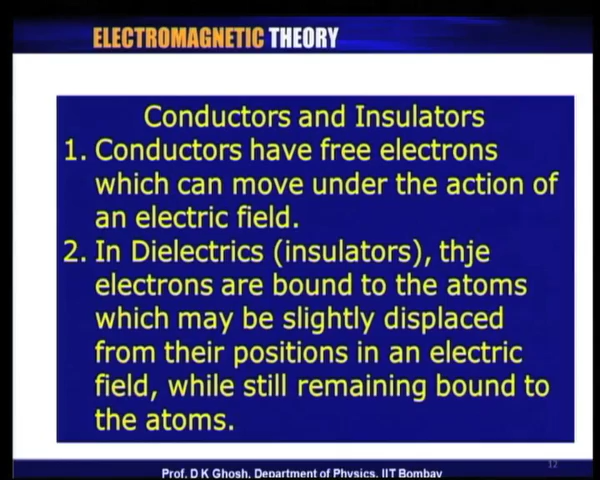 ELECTROMAGNETIC THEORY
Conductors and Insulators
1. Conductors have free electrons
which can move under the action of
an electric field.
2. In Dielectrics (insulators), thje
electrons are bound to the atoms
which may be slightly displaced
from their positions in an electric
field, while still remaining bound to
the atoms.
12
Prof. D K Ghosh, Department of Physics, IIT Bombay